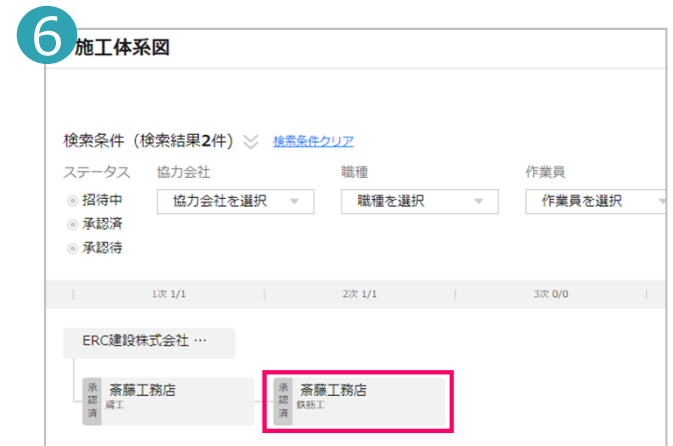 6
施工体系図
検索条件（検索結果2件） 検索条件クリア
ステータス 協力会社 職種 作業員
招待中 協力会社を選択 職種を選択 作業員を選択
承認済
承認待
1次 1/1 2次 1/1 3次 0/0
ERC建設株式会社 …
承認済 斎藤工務店 承認済 斎藤工務店
鳶工 鉄筋工